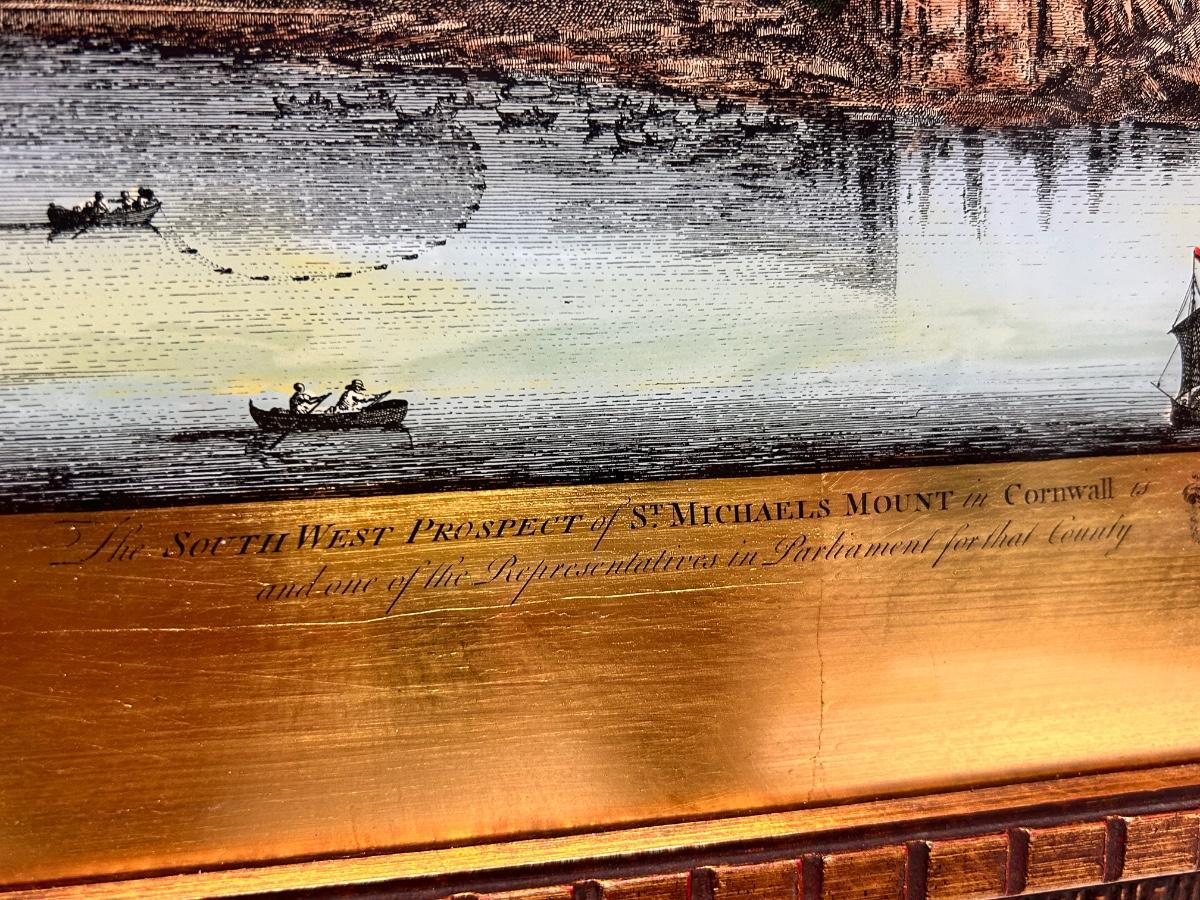 The SOUTH WEST PROSPECT of ST. MICHAELS MOUNT in Cornwall is
and one of the Representatives in Parliament for that County